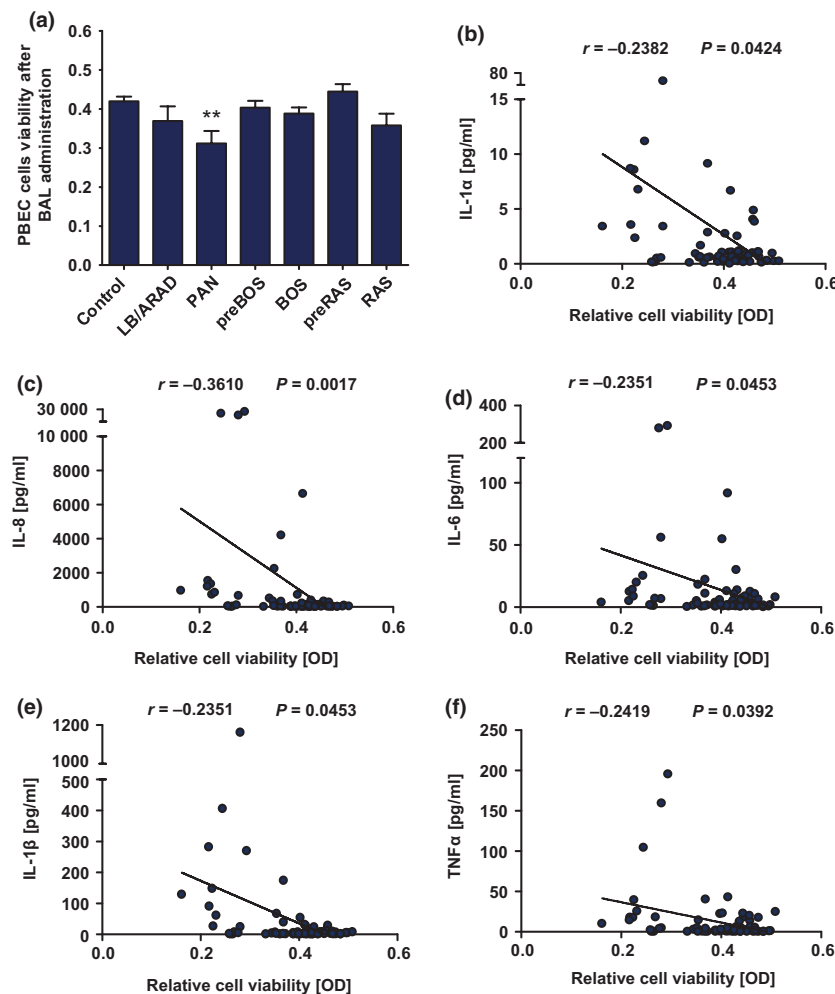 (a)
PBEC cells viability after
BAL administration
0.6
0.5
0.4
0.3
0.2
0.1
0.0
**
Control
LB/ARAD
PAN
preBOS
BOS
preRAS
RAS
(b)
r = –0.2382 P = 0.0424
IL-1α [pg/ml]
80
15
10
5
0
0.0 0.2 0.4 0.6
Relative cell viability [OD]
(c)
r = –0.3610 P = 0.0017
IL-8 [pg/ml]
30 000
10 000
8000
6000
4000
2000
0
0.0 0.2 0.4 0.6
Relative cell viability [OD]
(d)
r = –0.2351 P = 0.0453
IL-6 [pg/ml]
400
200
100
50
0
0.0 0.2 0.4 0.6
Relative cell viability [OD]
(e)
r = –0.2351 P = 0.0453
IL-1β [pg/ml]
1200
1000
500
400
300
200
100
0
0.0 0.2 0.4 0.6
Relative cell viability [OD]
(f)
r = –0.2419 P = 0.0392
TNFα [pg/ml]
250
200
150
100
50
0
0.0 0.2 0.4 0.6
Relative cell viability [OD]